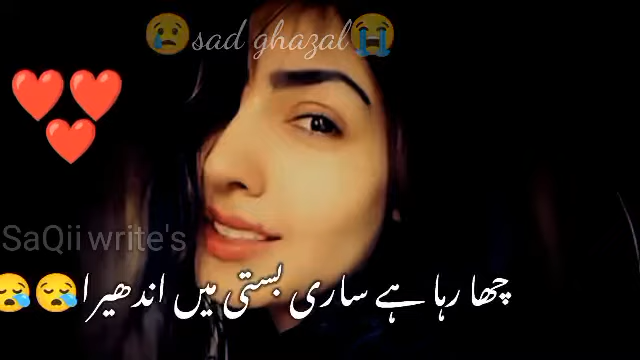 😢sad ghazal😭
SaQii write's
چھا رہا ہے ساری بستی میں اندھیرا😪😪